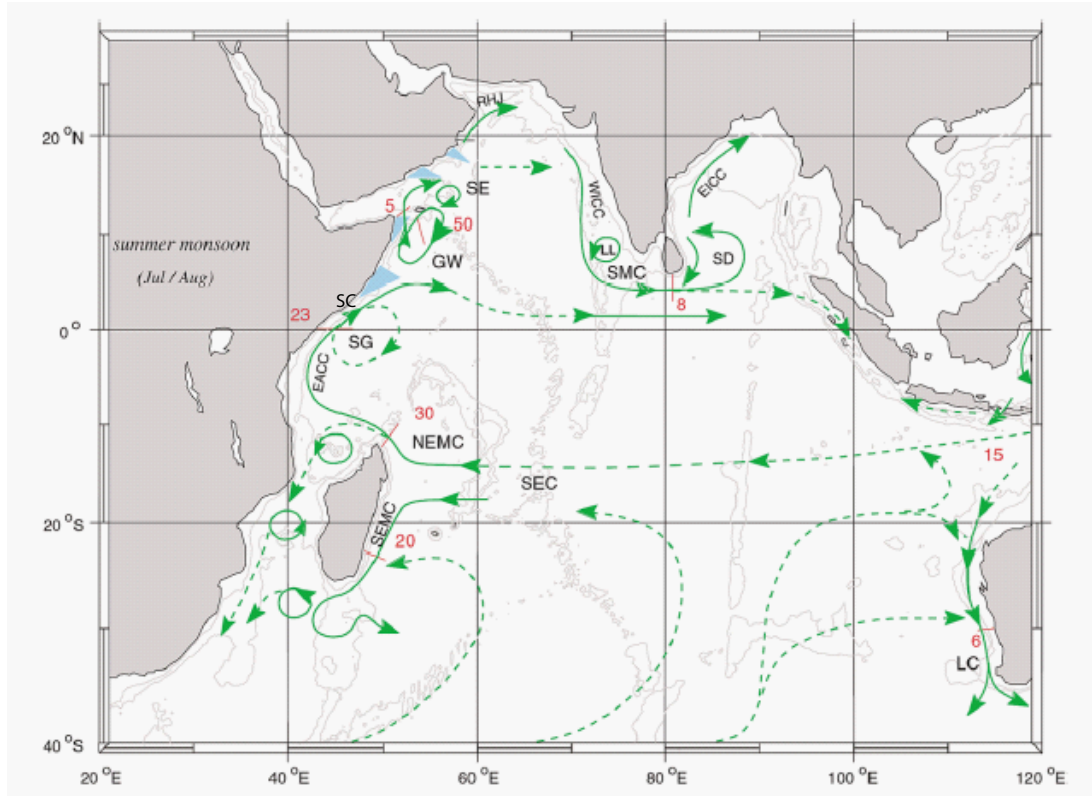 20 °N
0°
20 °S
40 °S
20 °E
40 °E
60 °E
80 °E
100 °E
120 °E
summer monsoon
(Jul / Aug)
RHJ
SE
5
50
GW
SC
23
SG
EACC
30
NEMC
SEC
SEMC
20
WICC
LL
SMC
8
EICC
SD
15
6
LC